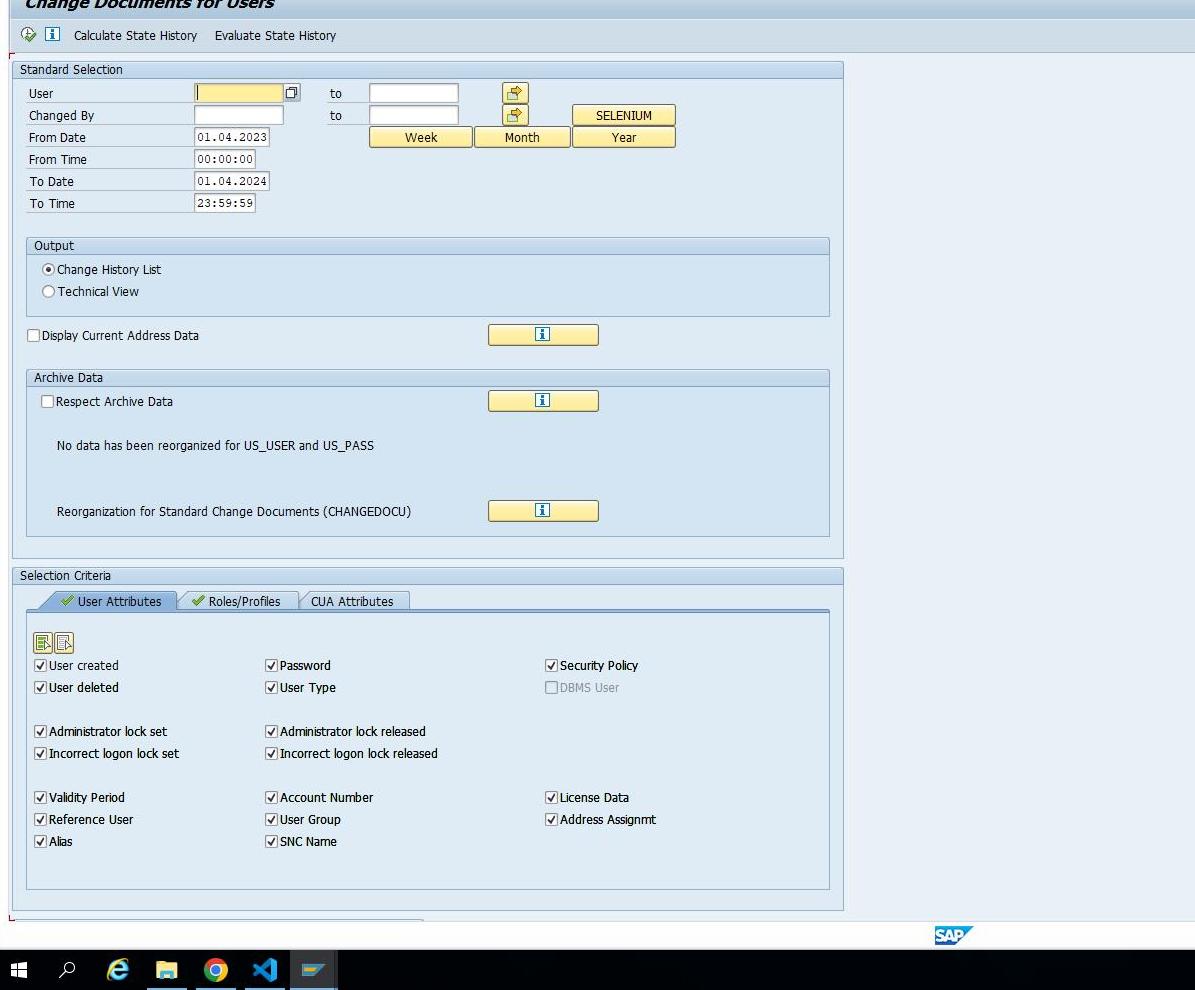 Change Documents for Users
Calculate State History Evaluate State History
Standard Selection
User to
Changed By to SELENIUM
From Date 01.04.2023 Week Month Year
From Time 00:00:00
To Date 01.04.2024
To Time 23:59:59
Output
Change History List
Technical View
Display Current Address Data
Archive Data
Respect Archive Data
No data has been reorganized for US_USER and US_PASS
Reorganization for Standard Change Documents (CHANGEDOCU)
Selection Criteria
User Attributes Roles/Profiles CUA Attributes
User created Password Security Policy
User deleted User Type DBMS User
Administrator lock set Administrator lock released
Incorrect logon lock set Incorrect logon lock released
Validity Period Account Number License Data
Reference User User Group Address Assignmt
Alias SNC Name
SAP